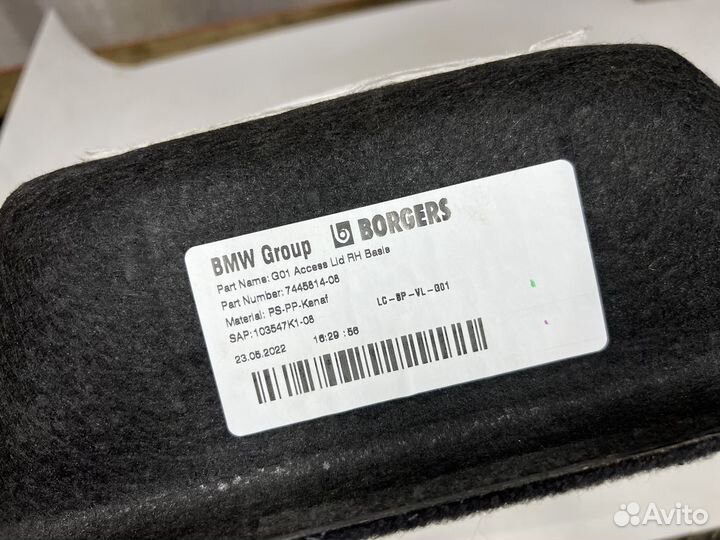 BMW Group BORGERS
Part Name: G01 Access Lid RH Basis
Part Number: 7445814-08
Material: PS-PP-Kenaf
LC-BP-VL-G01
SAP:103547K1-08
23.05.2022 16:29 :56
Avito